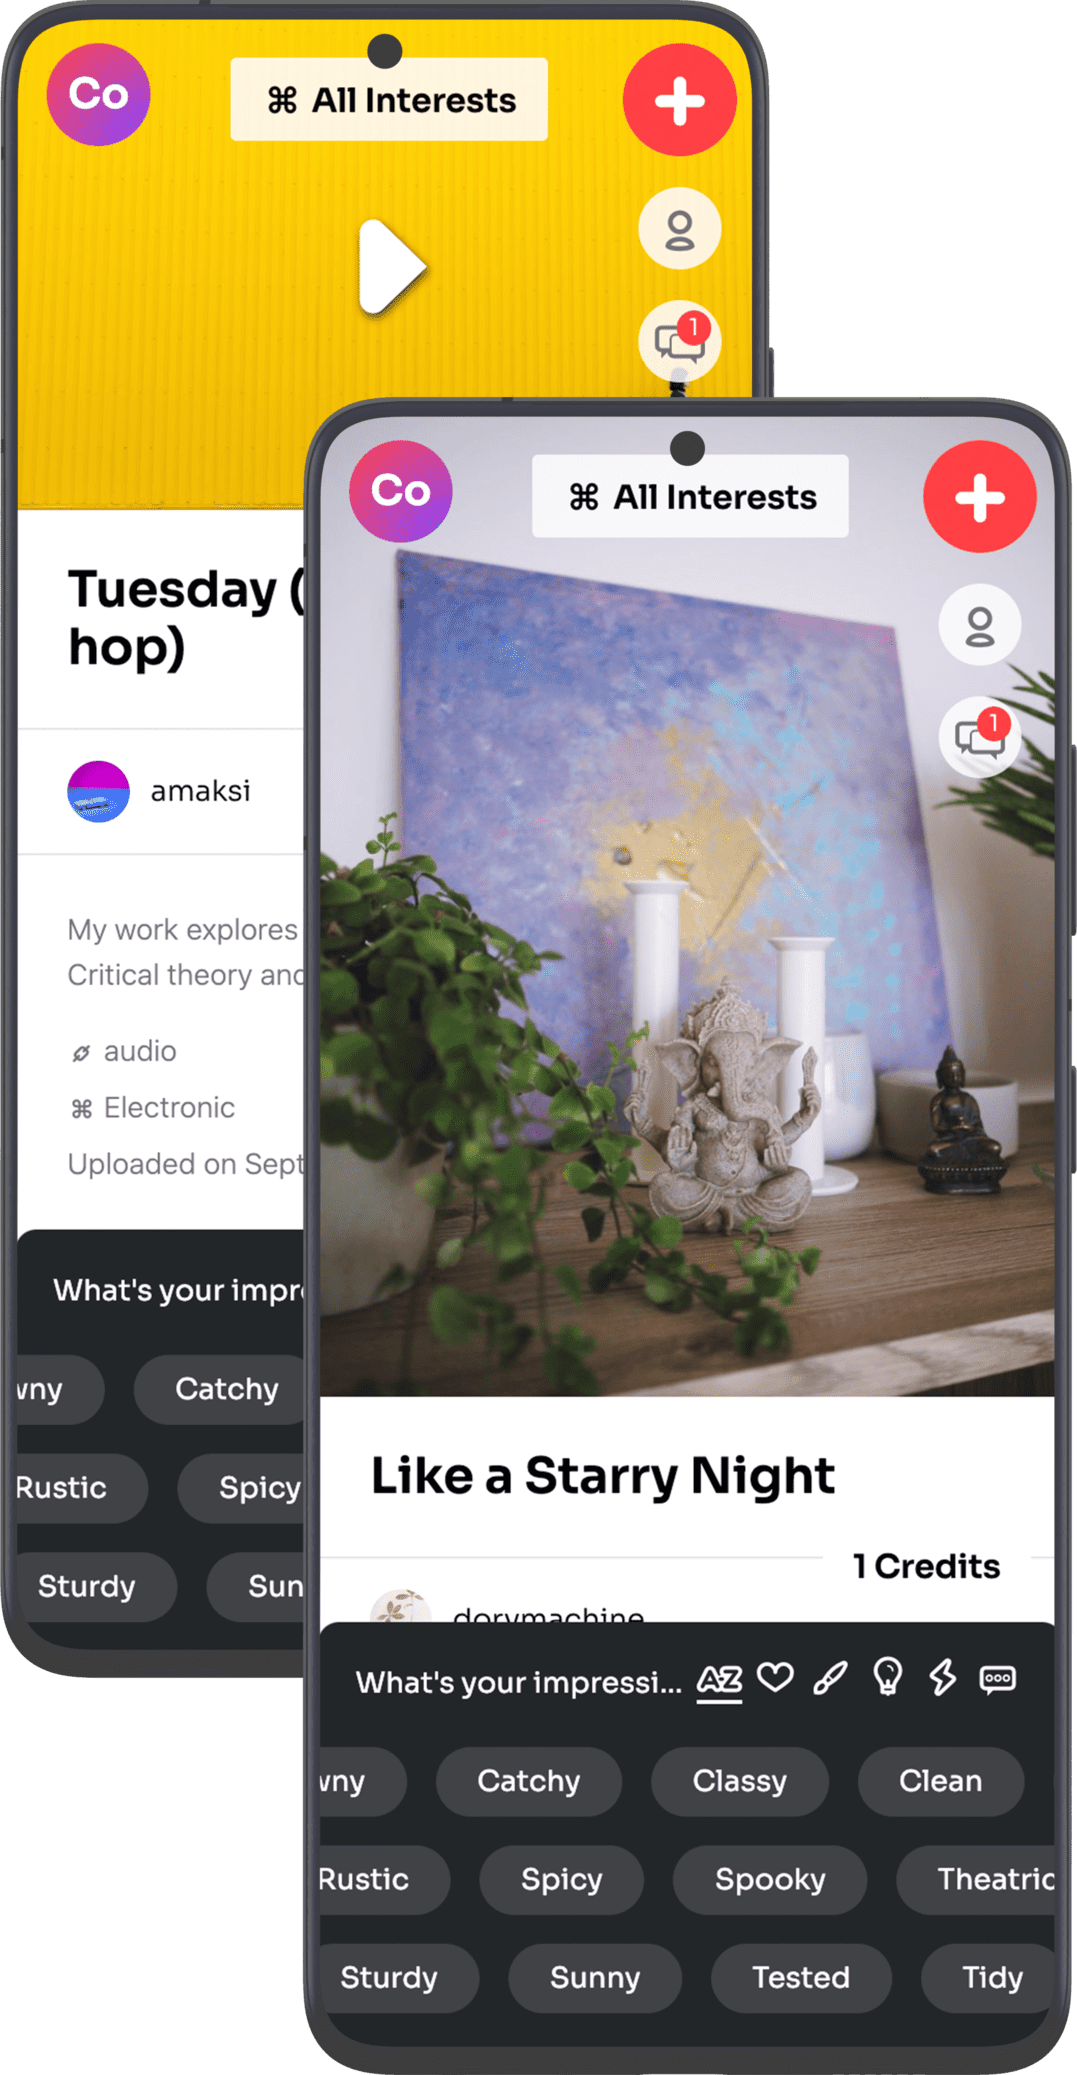 Co
⌘ All Interests
1
Tuesday (
hop)
amaksi
My work explores
Critical theory and
audio
⌘ Electronic
Uploaded on Sept
What's your impre
wny
Catchy
Rustic
Spicy
Sturdy
Sun
Co
⌘ All Interests
1
Like a Starry Night
1 Credits
dorymachine
What's your impressi...
AZ
wny
Catchy
Classy
Clean
Rustic
Spicy
Spooky
Theatric
Sturdy
Sunny
Tested
Tidy